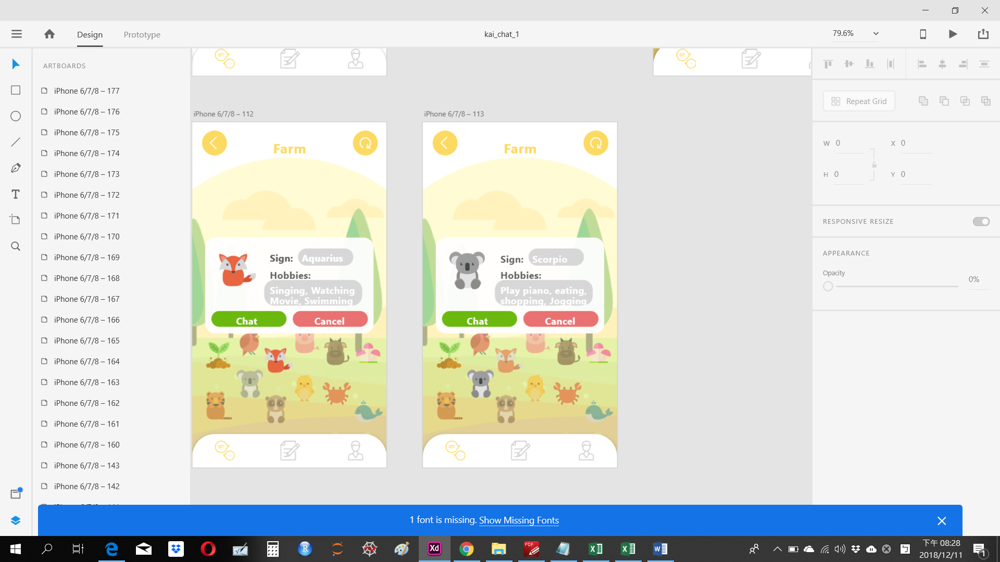 Design
Prototype
kai_chat_1
79.6%
ARTBOARDS
iPhone 6/7/8 – 177
iPhone 6/7/8 – 176
iPhone 6/7/8 – 175
iPhone 6/7/8 – 174
iPhone 6/7/8 – 173
iPhone 6/7/8 – 172
iPhone 6/7/8 – 171
iPhone 6/7/8 – 170
iPhone 6/7/8 – 169
iPhone 6/7/8 – 168
iPhone 6/7/8 – 167
iPhone 6/7/8 – 166
iPhone 6/7/8 – 165
iPhone 6/7/8 – 164
iPhone 6/7/8 – 163
iPhone 6/7/8 – 162
iPhone 6/7/8 – 161
iPhone 6/7/8 – 160
iPhone 6/7/8 – 143
iPhone 6/7/8 – 142
iPhone 6/7/8 – 112
Farm
Sign: Aquarius
Hobbies:
Singing, Watching
Movie, Swimming
Chat
Cancel
iPhone 6/7/8 – 113
Farm
Sign: Scorpio
Hobbies:
Play piano, eating,
shopping, Jogging
Chat
Cancel
Repeat Grid
W 0
X 0
H 0
Y 0
RESPONSIVE RESIZE
APPEARANCE
Opacity
0%
1 font is missing. Show Missing Fonts
Xd
PDF
下午 08:28
2018/12/11
1